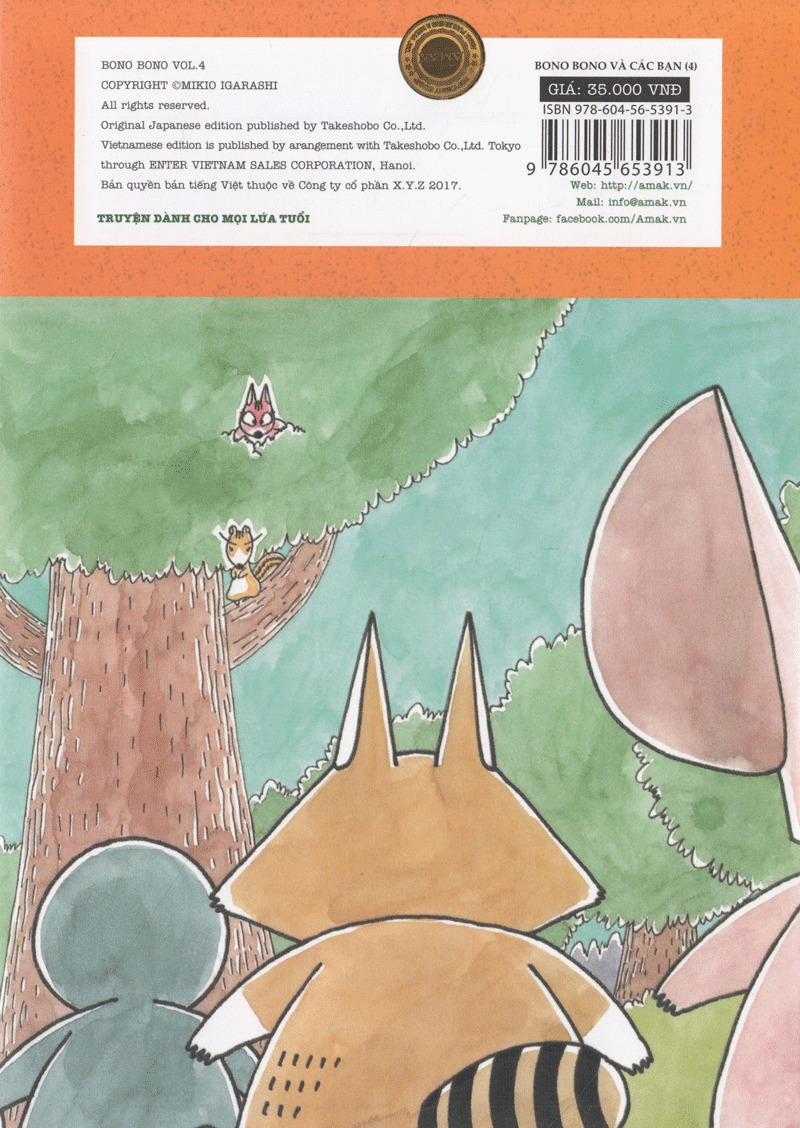 BONO BONO VOL.4
COPYRIGHT ©MIKIO IGARASHI
All rights reserved.
Original Japanese edition published by Takeshobo Co.,Ltd.
Vietnamese edition is published by arangement with Takeshobo Co.,Ltd. Tokyo
through ENTER VIETNAM SALES CORPORATION, Hanoi.
Bản quyền bản tiếng Việt thuộc về Công ty cổ phần X.Y.Z 2017.
TRUYỆN DÀNH CHO MỌI LỨA TUỔI
AMAK
BONO BONO VÀ CÁC BẠN (4)
GIÁ: 35.000 VNĐ
ISBN 978-604-56-5391-3
9 786045 653913
Web: http://amak.vn/
Mail: info@amak.vn
Fanpage: facebook.com/Amak.vn